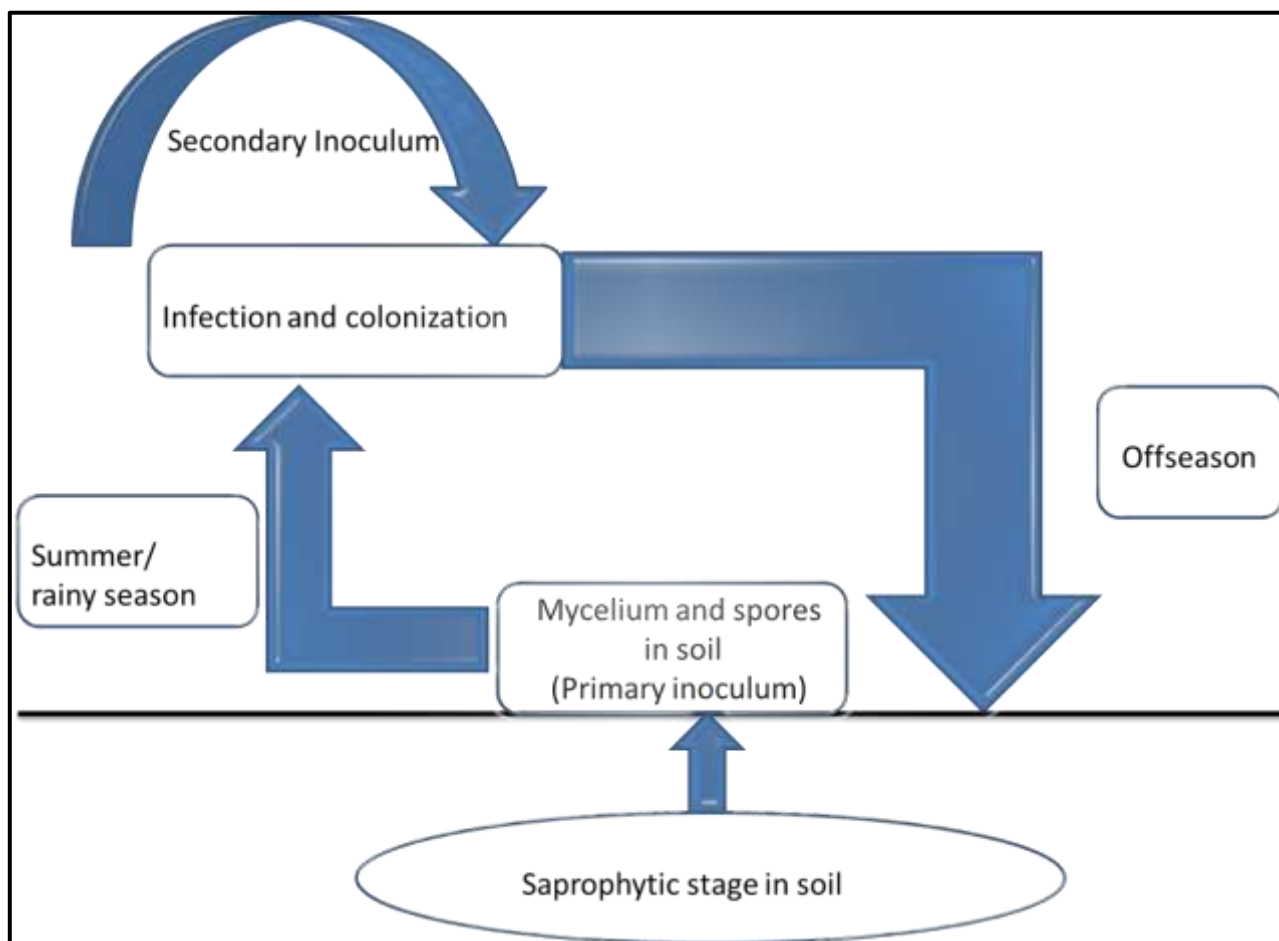 Secondary Inoculum
Infection and colonization
Offseason
Summer/
rainy season
Mycelium and spores
in soil
(Primary inoculum)
Saprophytic stage in soil